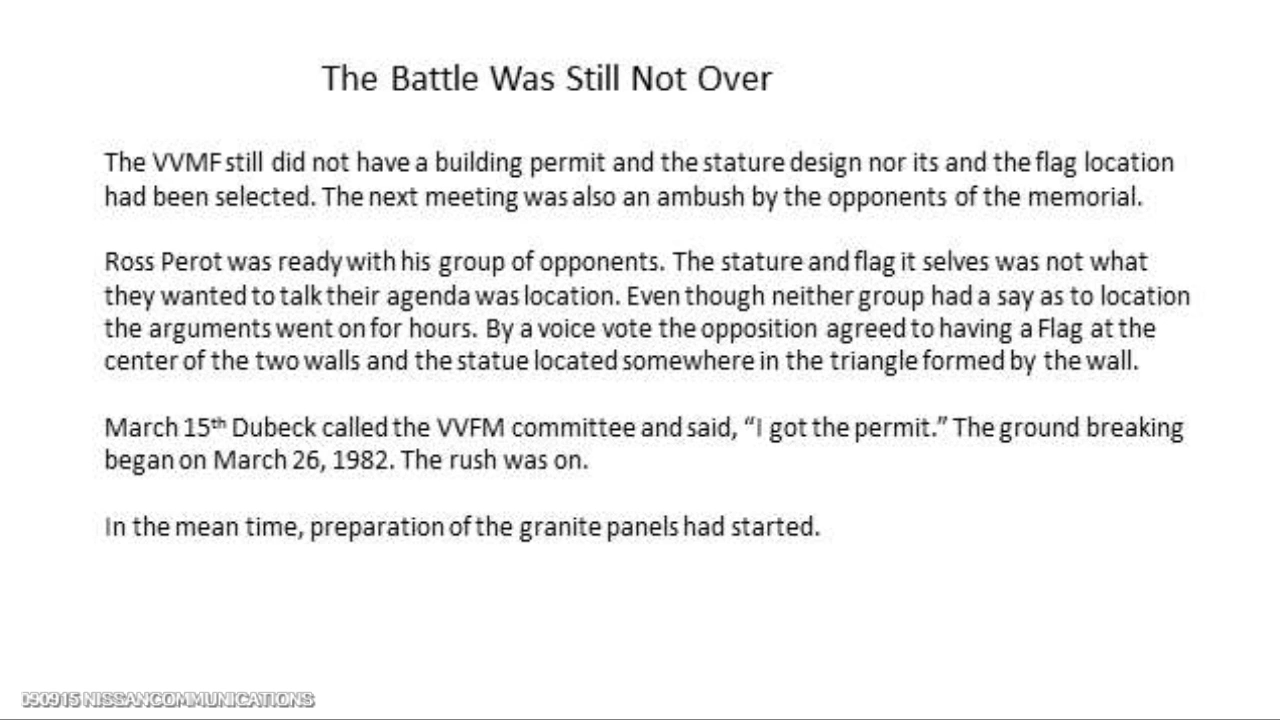 The Battle Was Still Not Over
The VVMF still did not have a building permit and the stature design nor its and the flag location
had been selected. The next meeting was also an ambush by the opponents of the memorial.
Ross Perot was ready with his group of opponents. The stature and flag it selves was not what
they wanted to talk their agenda was location. Even though neither group had a say as to location
the arguments went on for hours. By a voice vote the opposition agreed to having a Flag at the
center of the two walls and the statue located somewhere in the triangle formed by the wall.
March 15th Dubeck called the VVFM committee and said, “I got the permit.” The ground breaking
began on March 26, 1982. The rush was on.
In the mean time, preparation of the granite panels had started.
090915 NISSANCOMMUNICATIONS